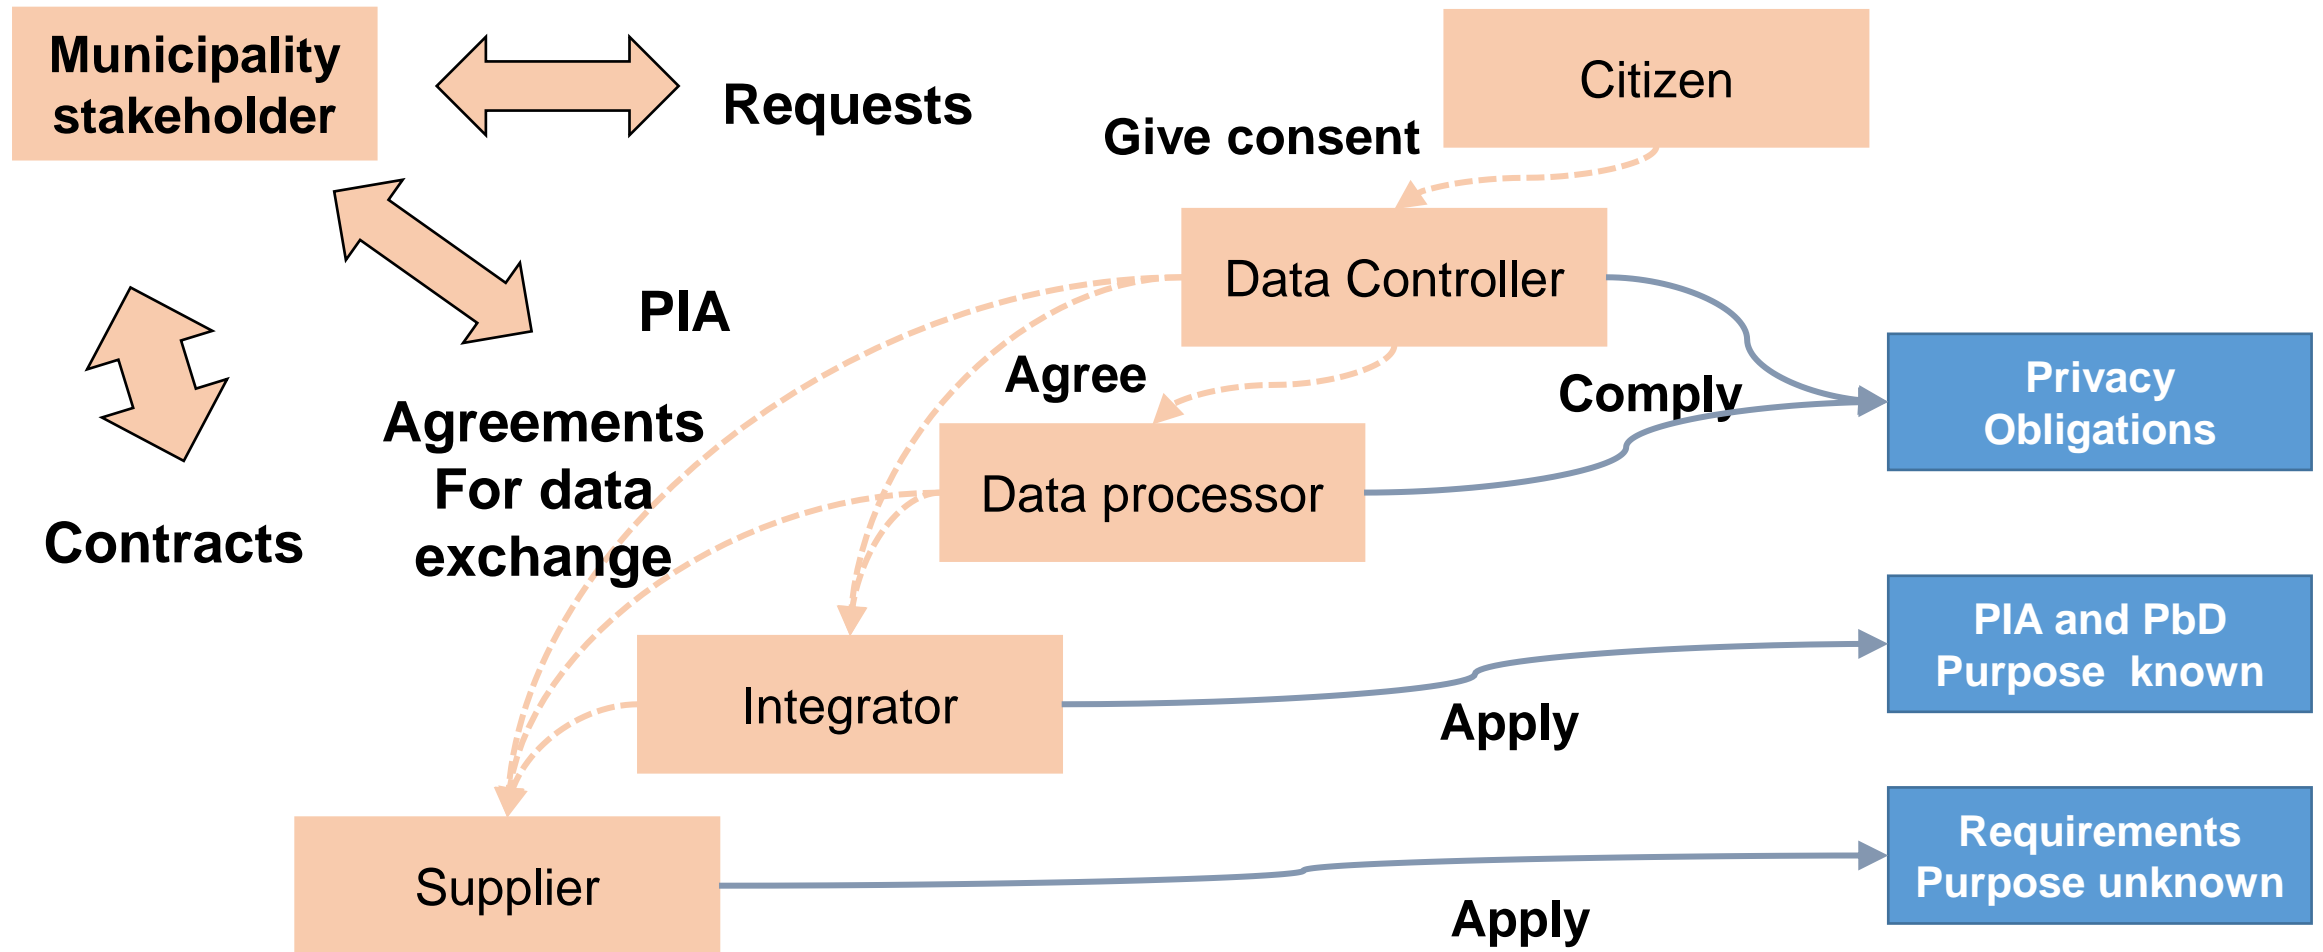 Municipality
stakeholder
Requests
Citizen
Give consent
Data Controller
PIA
Agree
Comply
Privacy
Obligations
Agreements
For data
exchange
Data processor
Contracts
PIA and PbD
Purpose known
Integrator
Apply
Requirements
Purpose unknown
Supplier
Apply